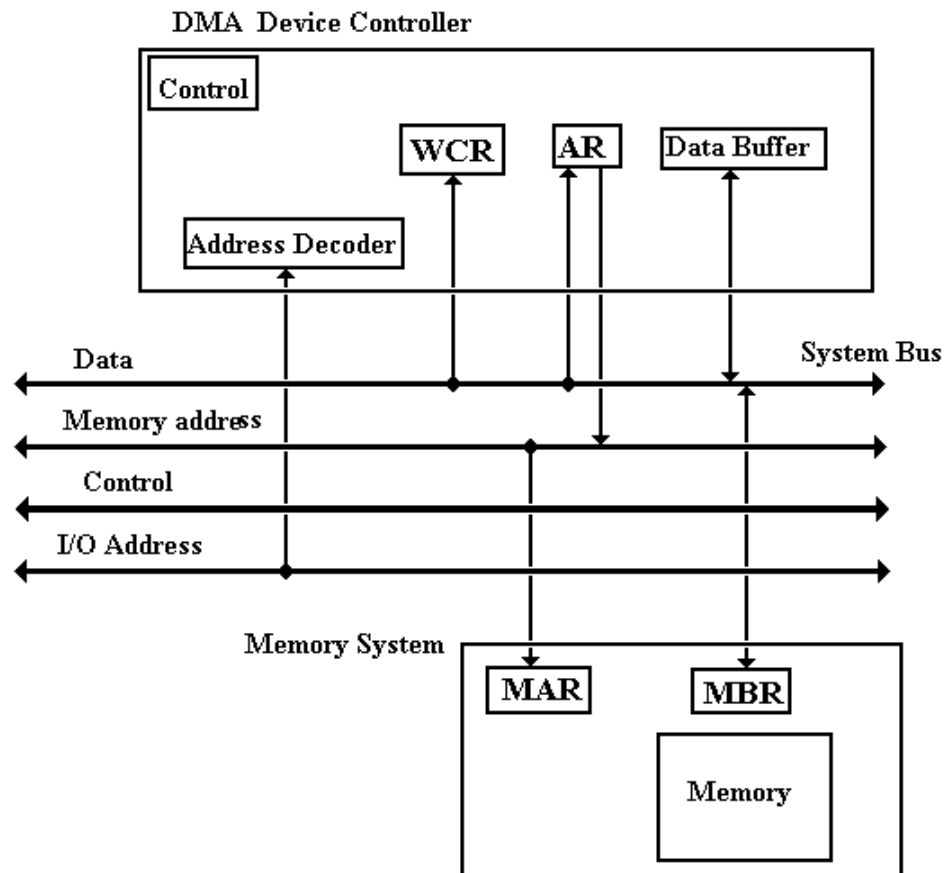 DMA Device Controller
Control
WCR
AR
Data Buffer
Address Decoder
Data
System Bus
Memory address
Control
I/O Address
Memory System
MAR
MBR
Memory